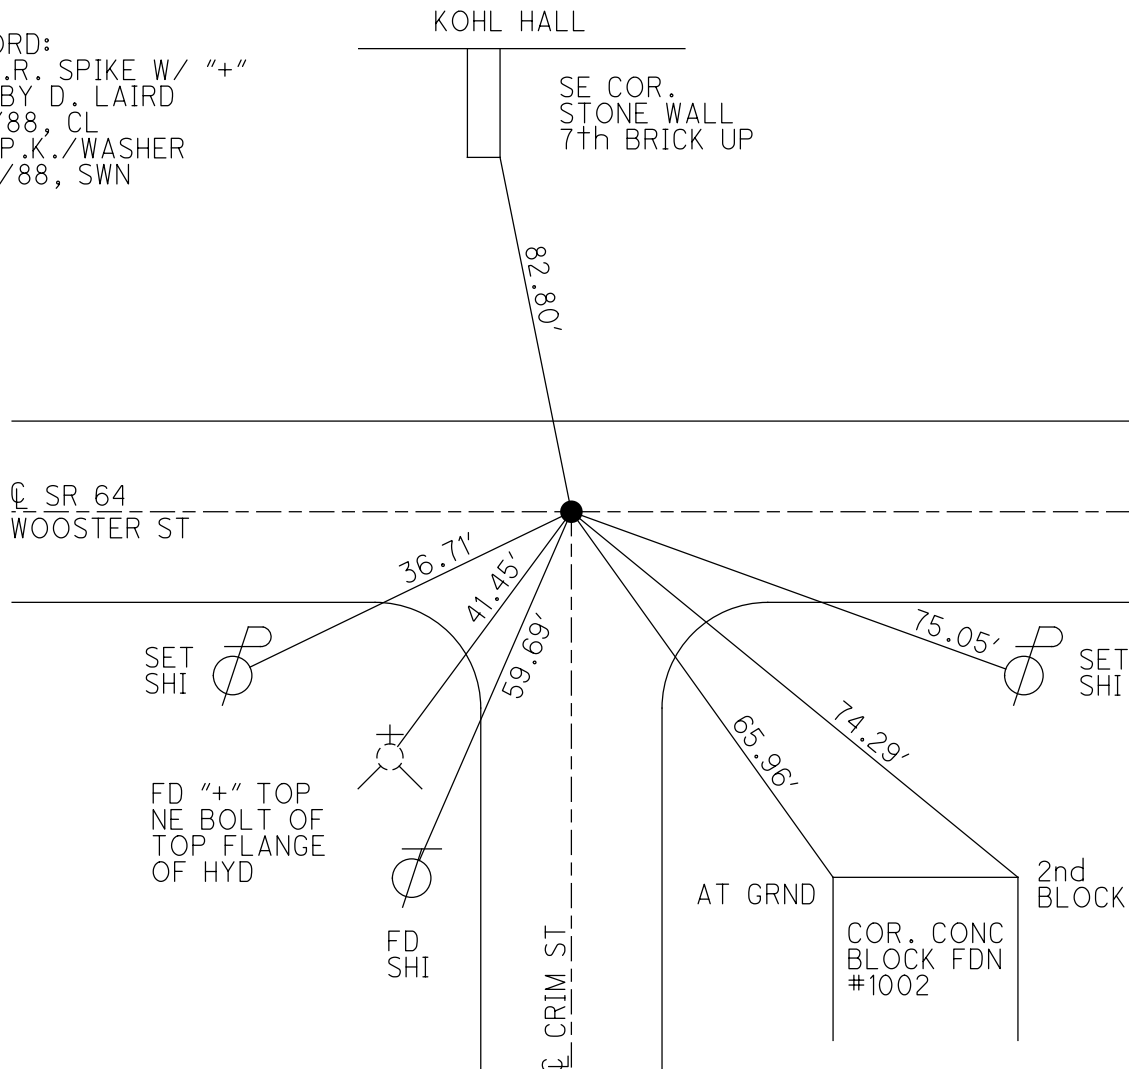 KOHL HALL
ORD:
.R. SPIKE W/ "+"
BY D. LAIRD
/88, CL
P.K./WASHER
/88, SWN
SE COR.
STONE WALL
7th BRICK UP
82.80'
℄ SR 64
WOOSTER ST
36.71'
41.45'
59.69'
75.05'
74.29'
65.96'
SET
SHI
SET
SHI
FD "+" TOP
NE BOLT OF
TOP FLANGE
OF HYD
FD
SHI
℄ CRIM ST
AT GRND
2nd
BLOCK
COR. CONC
BLOCK FDN
#1002